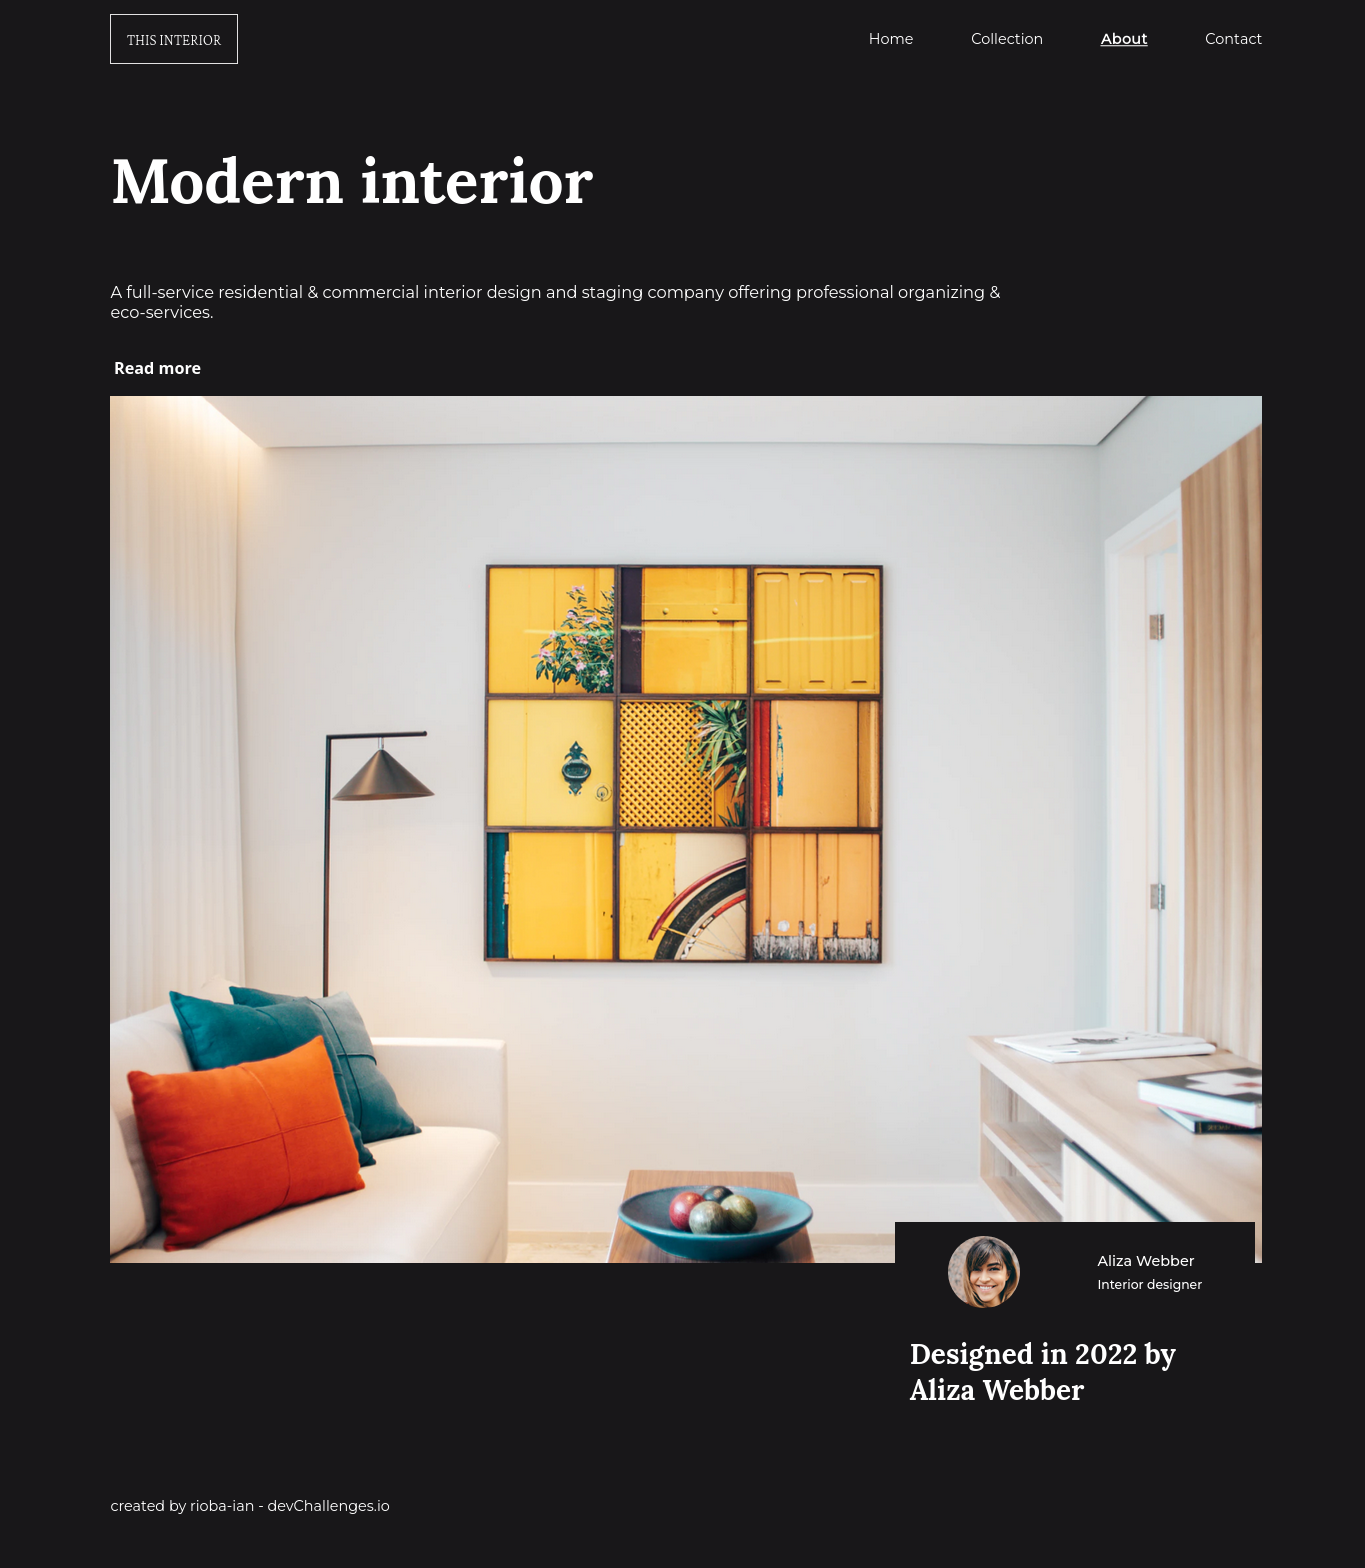 THIS INTERIOR
Home
Collection
About
Contact
Modern interior
A full-service residential & commercial interior design and staging company offering professional organizing &
eco-services.
Read more
Aliza Webber
Interior designer
Designed in 2022 by
Aliza Webber
created by rioba-ian - devChallenges.io